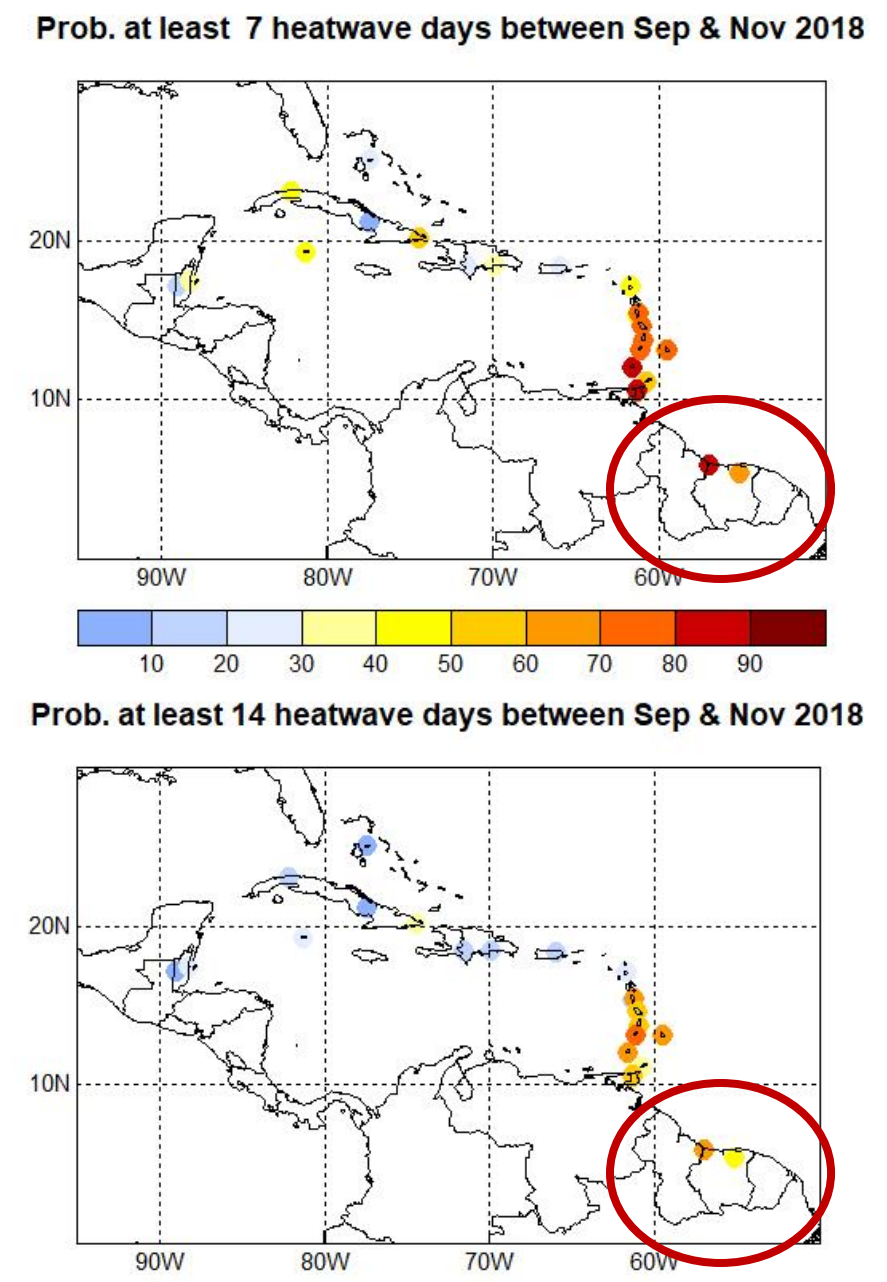 Prob. at least 7 heatwave days between Sep & Nov 2018
20N
10N
90W 80W 70W 60W
10 20 30 40 50 60 70 80 90
Prob. at least 14 heatwave days between Sep & Nov 2018
20N
10N
90W 80W 70W 60W